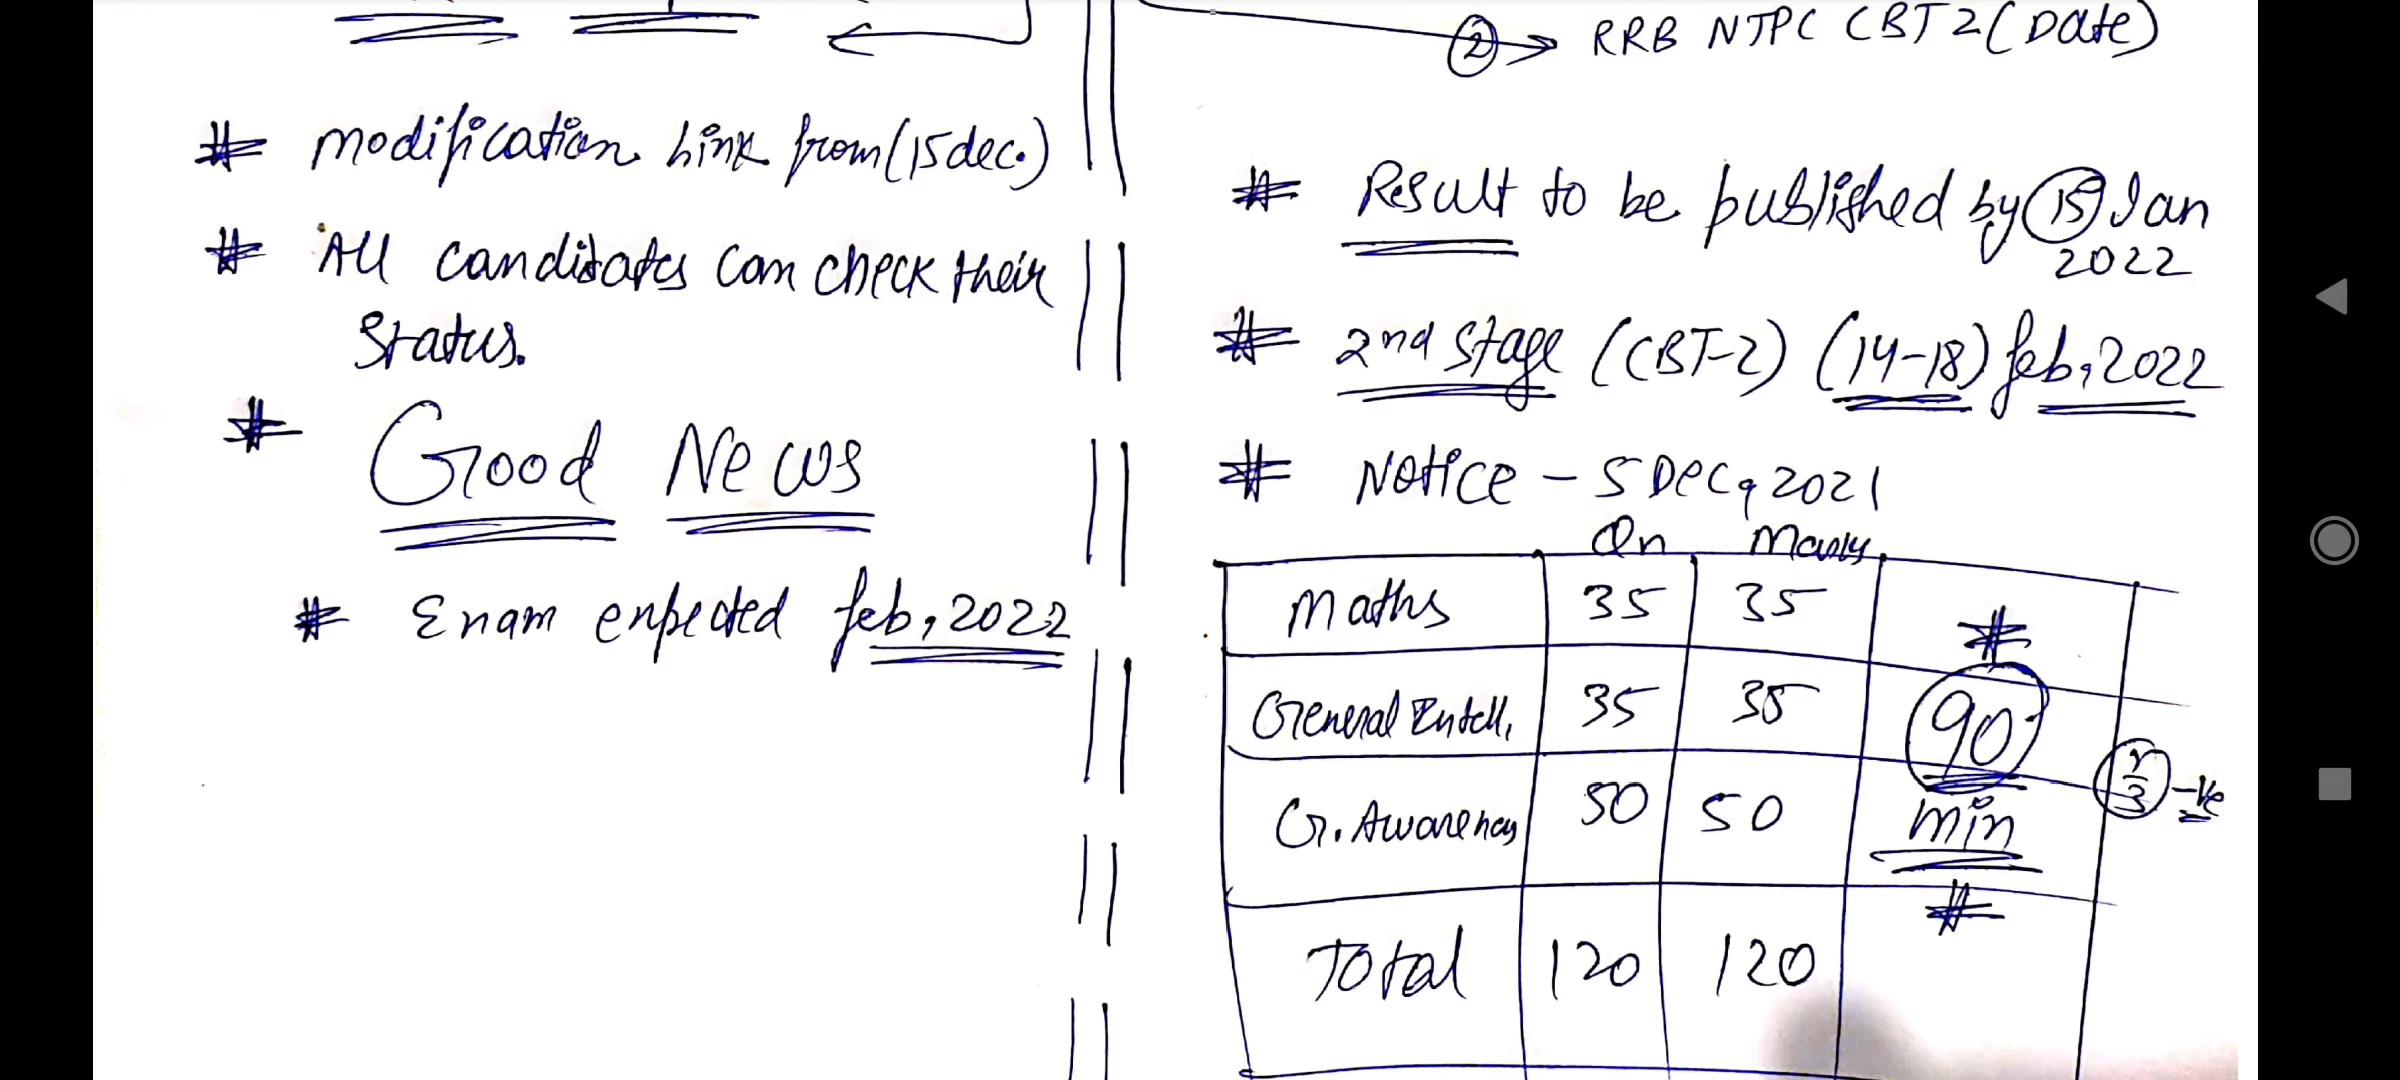 # modification Link from (15 dec.)
# All candidates can check their
Status.
# Good News
# Exam expected feb, 2022
② → RRB NTPC CBT 2 (Date)
# Result to be published by 15 Jan
2022
# 2nd Stage (CBT-2) (14-18) feb, 2022
# Notice - 5 Dec, 2021
Qn Marks
Maths 35 35 #
General Intell. 35 35 90
G. Awareness 50 50 min
1/3 -ve
#
Total 120 120